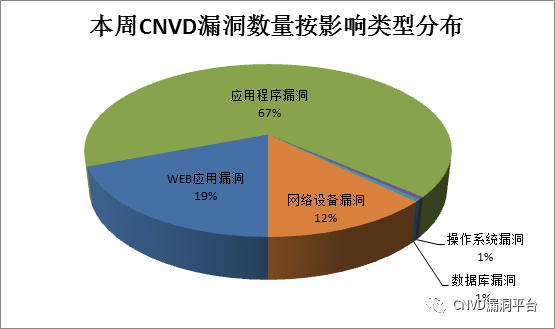 本周CNVD漏洞数量按影响类型分布
应用程序漏洞
67%
WEB应用漏洞
19%
网络设备漏洞
12%
操作系统漏洞
1%
数据库漏洞
1%
CNVD漏洞平台